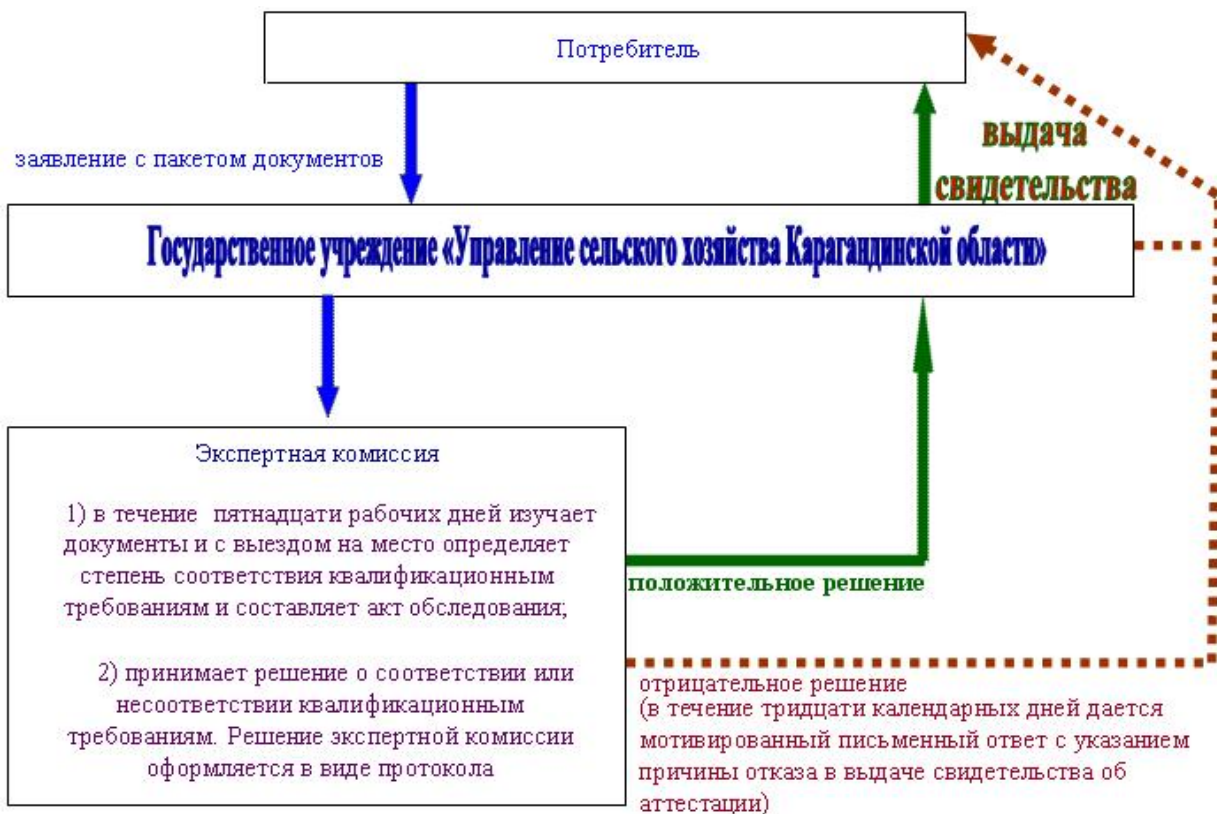 Потребитель
заявление с пакетом документов
выдача
свидетельства
Государственное учреждение «Управление сельского хозяйства Карагандинской области»
Экспертная комиссия
1) в течение пятнадцати рабочих дней изучает
документы и с выездом на место определяет
степень соответствия квалификационным
требованиям и составляет акт обследования;
2) принимает решение о соответствии или
несоответствии квалификационным
требованиям. Решение экспертной комиссии
оформляется в виде протокола
положительное решение
отрицательное решение
(в течение тридцати календарных дней дается
мотивированный письменный ответ с указанием
причины отказа в выдаче свидетельства об
аттестации)